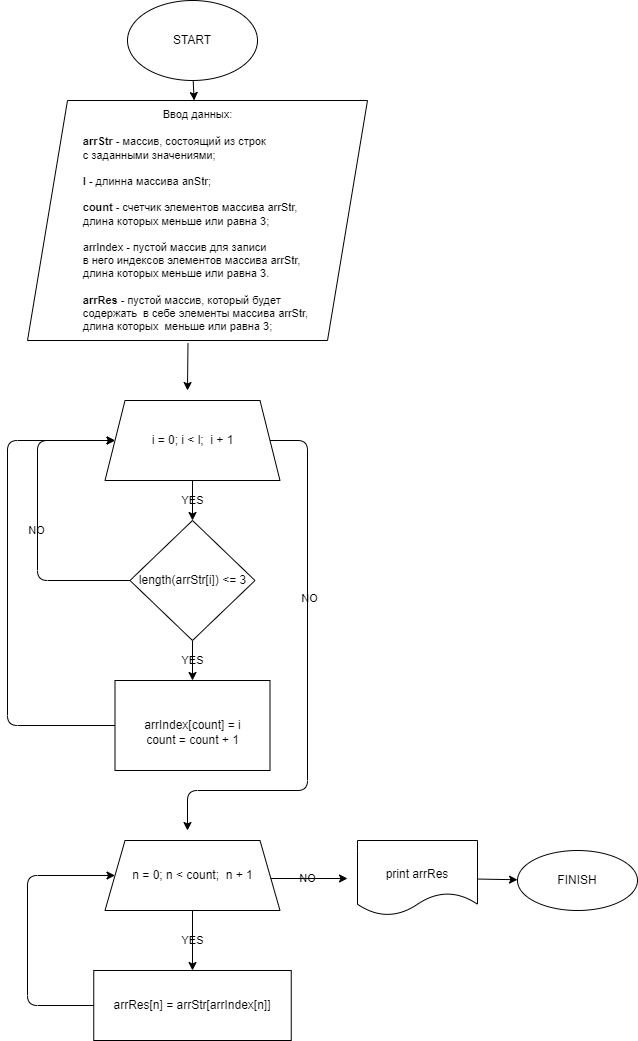 START
Ввод данных:
arrStr - массив, состоящий из строк
с заданными значениями;
l - длинна массива anStr;
count - счетчик элементов массива arrStr,
длина которых меньше или равна 3;
arrIndex - пустой массив для записи
в него индексов элементов массива arrStr,
длина которых меньше или равна 3.
arrRes - пустой массив, который будет
содержать в себе элементы массива arrStr,
длина которых меньше или равна 3;
i = 0; i < l; i + 1
YES
NO
length(arrStr[i]) <= 3
NO
YES
arrIndex[count] = i
count = count + 1
n = 0; n < count; n + 1
NO
print arrRes
FINISH
YES
arrRes[n] = arrStr[arrIndex[n]]